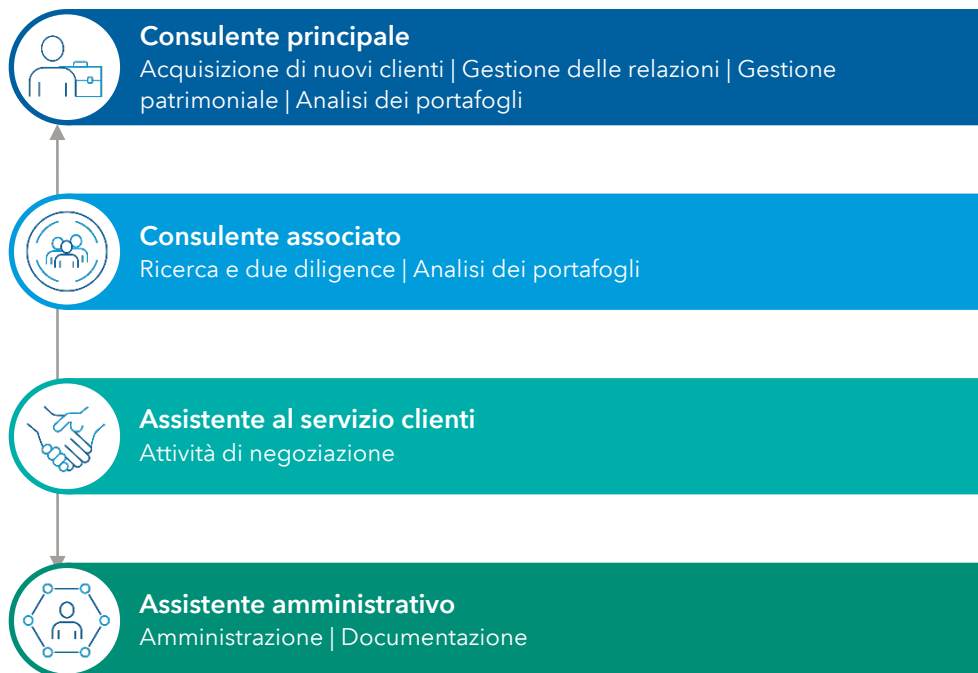 Consulente principale
Acquisizione di nuovi clienti | Gestione delle relazioni | Gestione
patrimoniale | Analisi dei portafogli
Consulente associato
Ricerca e due diligence | Analisi dei portafogli
Assistente al servizio clienti
Attività di negoziazione
Assistente amministrativo
Amministrazione | Documentazione